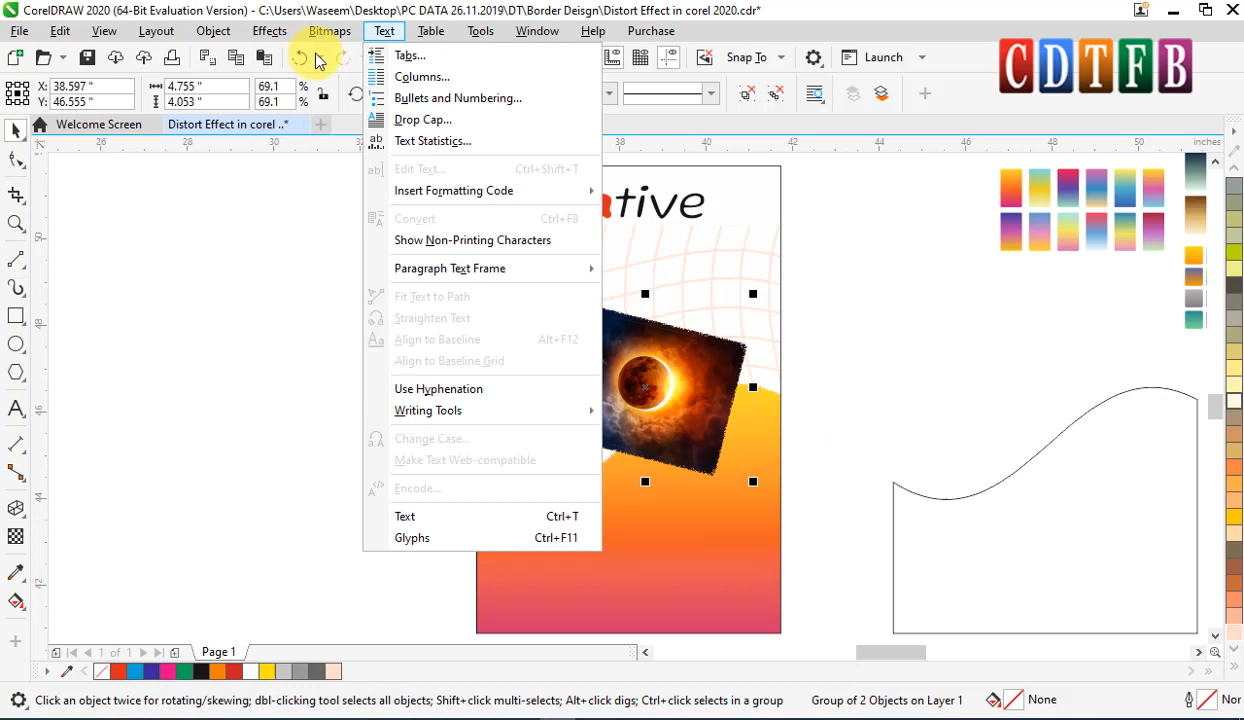 CorelDRAW 2020 (64-Bit Evaluation Version) - C:\Users\Waseem\Desktop\PC DATA 26.11.2019\DT\Border Deisgn\Distort Effect in corel 2020.cdr*
File Edit View Layout Object Effects Bitmaps Text Table Tools Window Help Purchase
Snap To Launch
CDTFB
X: 38.597 " 4.755 " 69.1 %
Y: 46.555 " 4.053 " 69.1 %
Welcome Screen Distort Effect in corel ..*
26 28 30 38 40 42 44 46 48 50 52 inches
Tabs...
Columns...
Bullets and Numbering...
Drop Cap...
Text Statistics...
Edit Text... Ctrl+Shift+T
Insert Formatting Code
Convert Ctrl+F8
Show Non-Printing Characters
Paragraph Text Frame
Fit Text to Path
Straighten Text
Align to Baseline Alt+F12
Align to Baseline Grid
Use Hyphenation
Writing Tools
Change Case...
Make Text Web-compatible
Encode...
Text Ctrl+T
Glyphs Ctrl+F11
ative
50
48
46
44
42
1 of 1 Page 1
Click an object twice for rotating/skewing; dbl-clicking tool selects all objects; Shift+click multi-selects; Alt+click digs; Ctrl+click selects in a group Group of 2 Objects on Layer 1 None Nor